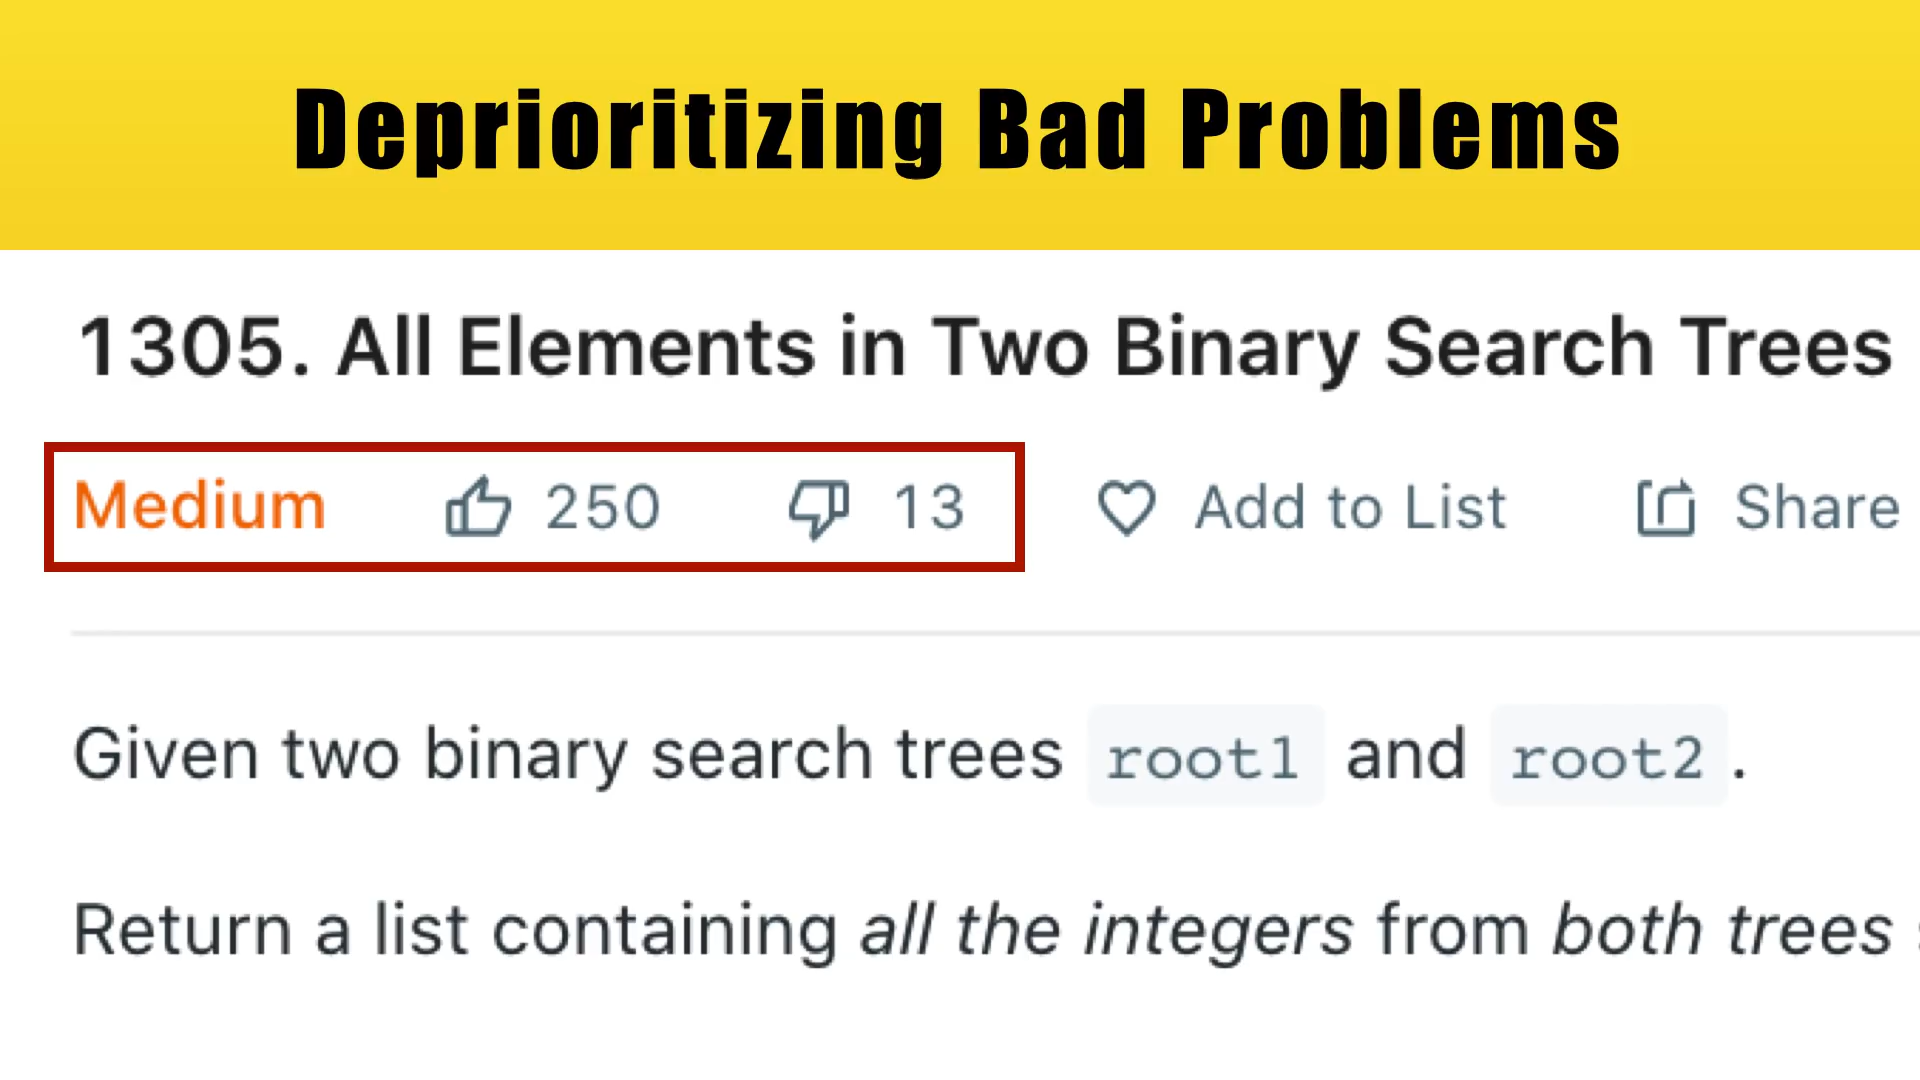 Deprioritizing Bad Problems
1305. All Elements in Two Binary Search Trees
Medium 250 13 Add to List Share
Given two binary search trees root1 and root2.
Return a list containing all the integers from both trees